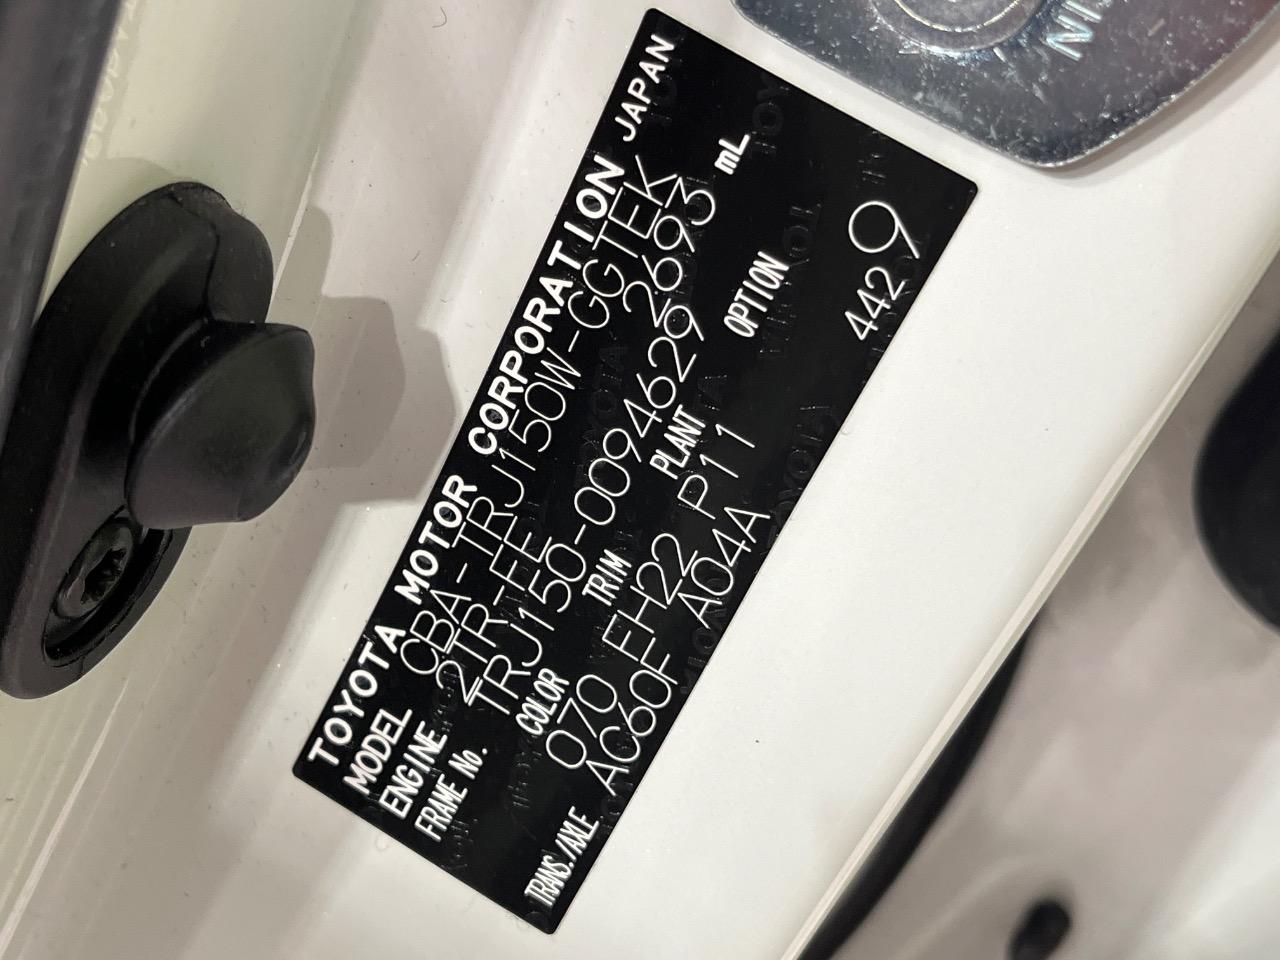 TOYOTA MOTOR CORPORATION JAPAN
MODEL CBA-TRJ150W-GGTEK
ENGINE 2TR-FE 2693 mL
FRAME No. TRJ150-0094629
COLOR TRIM PLANT OPTION
070 FH22 P11
TRANS./AXLE AC60F A04A 4429